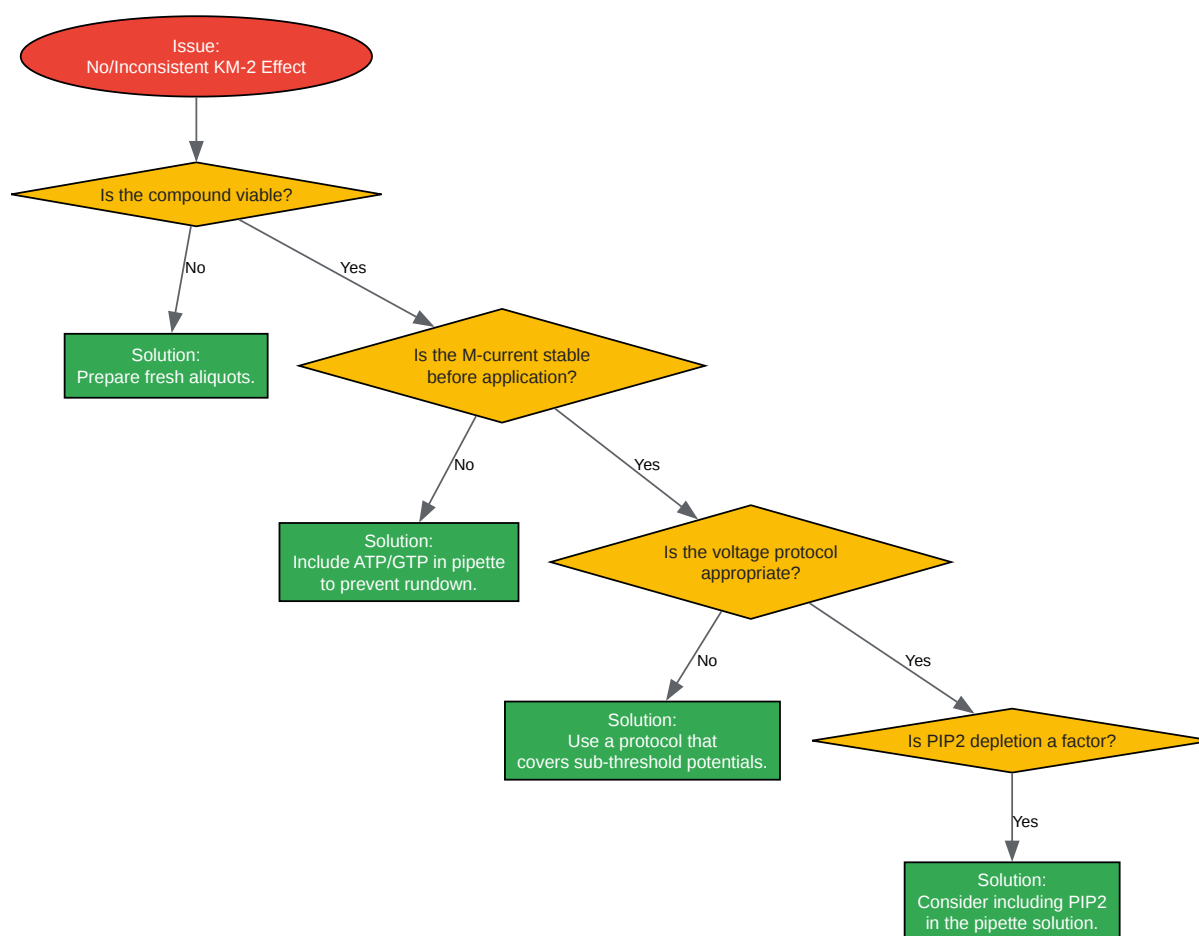 Issue:
No/Inconsistent KM-2 Effect
Is the compound viable?
No
Yes
Solution:
Prepare fresh aliquots.
Is the M-current stable
before application?
No
Yes
Solution:
Include ATP/GTP in pipette
to prevent rundown.
Is the voltage protocol
appropriate?
No
Yes
Solution:
Use a protocol that
covers sub-threshold potentials.
Is PIP2 depletion a factor?
Yes
Solution:
Consider including PIP2
in the pipette solution.